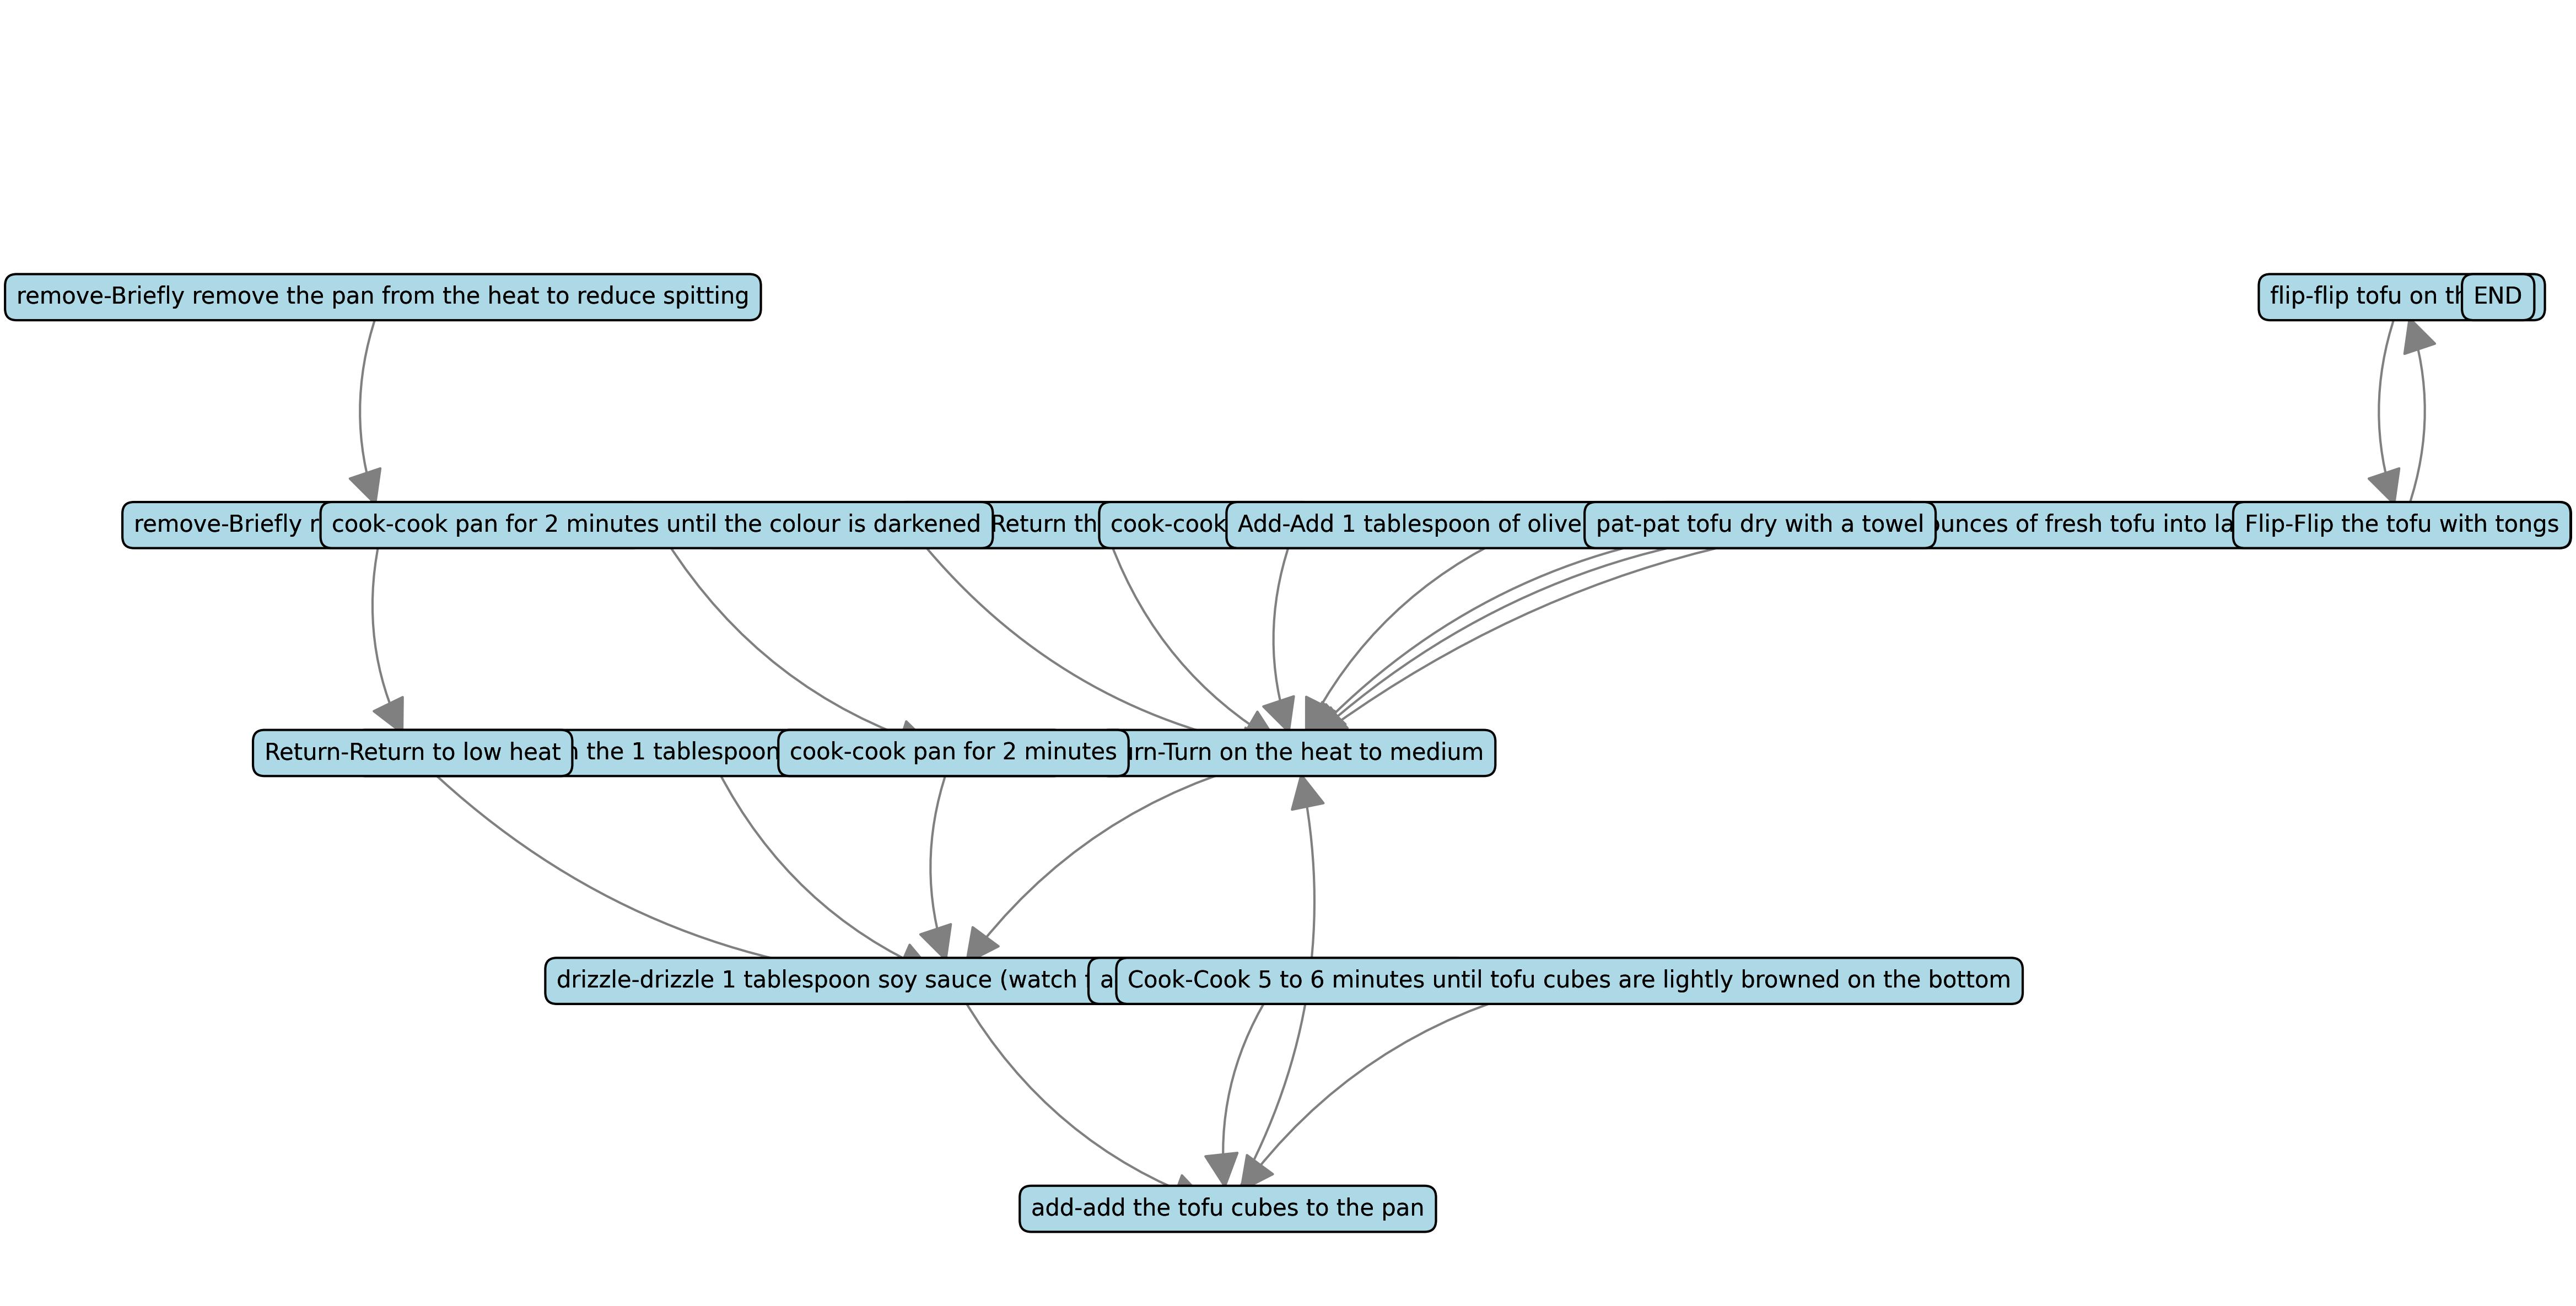 remove-Briefly remove the pan from the heat to reduce spitting
flip-flip tofu on th END
remove-Briefly cook-cook pan for 2 minutes until the colour is darkened Return th cook-cook Add-Add 1 tablespoon of olive pat-pat tofu dry with a towel ounces of fresh tofu into Flip-Flip the tofu with tongs
Return-Return to low heat the 1 tablespoon cook-cook pan for 2 minutes urn-Turn on the heat to medium
drizzle-drizzle 1 tablespoon soy sauce (watch Cook-Cook 5 to 6 minutes until tofu cubes are lightly browned on the bottom
add-add the tofu cubes to the pan